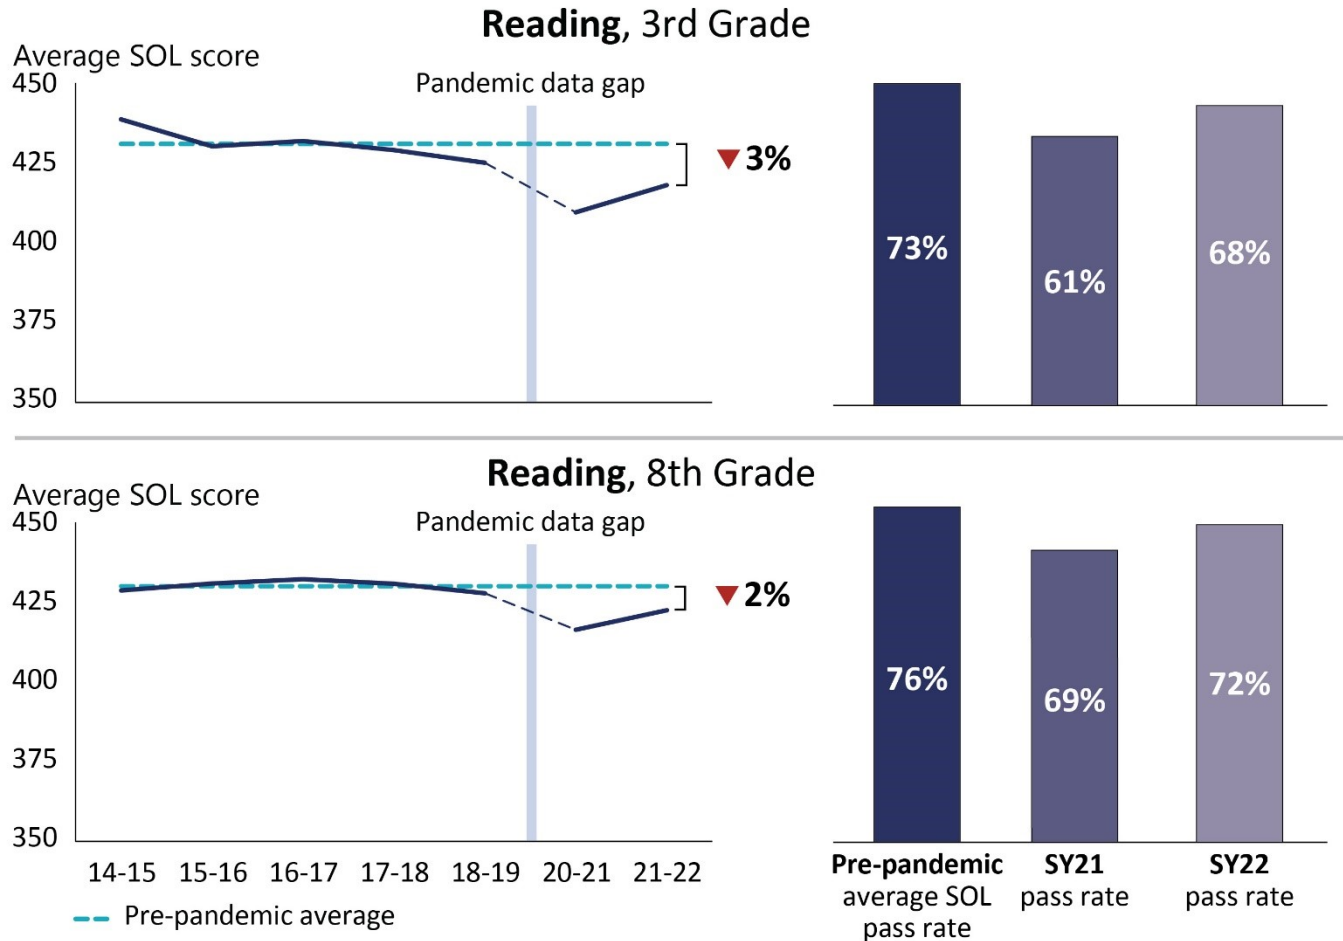 Reading, 3rd Grade
Average SOL score
Pandemic data gap
450
425
400
375
350
▼ 3%
73%
61%
68%
Reading, 8th Grade
Average SOL score
Pandemic data gap
450
425
400
375
350
▼ 2%
76%
69%
72%
14-15 15-16 16-17 17-18 18-19 20-21 21-22
Pre-pandemic average
Pre-pandemic
average SOL
pass rate
SY21
pass rate
SY22
pass rate